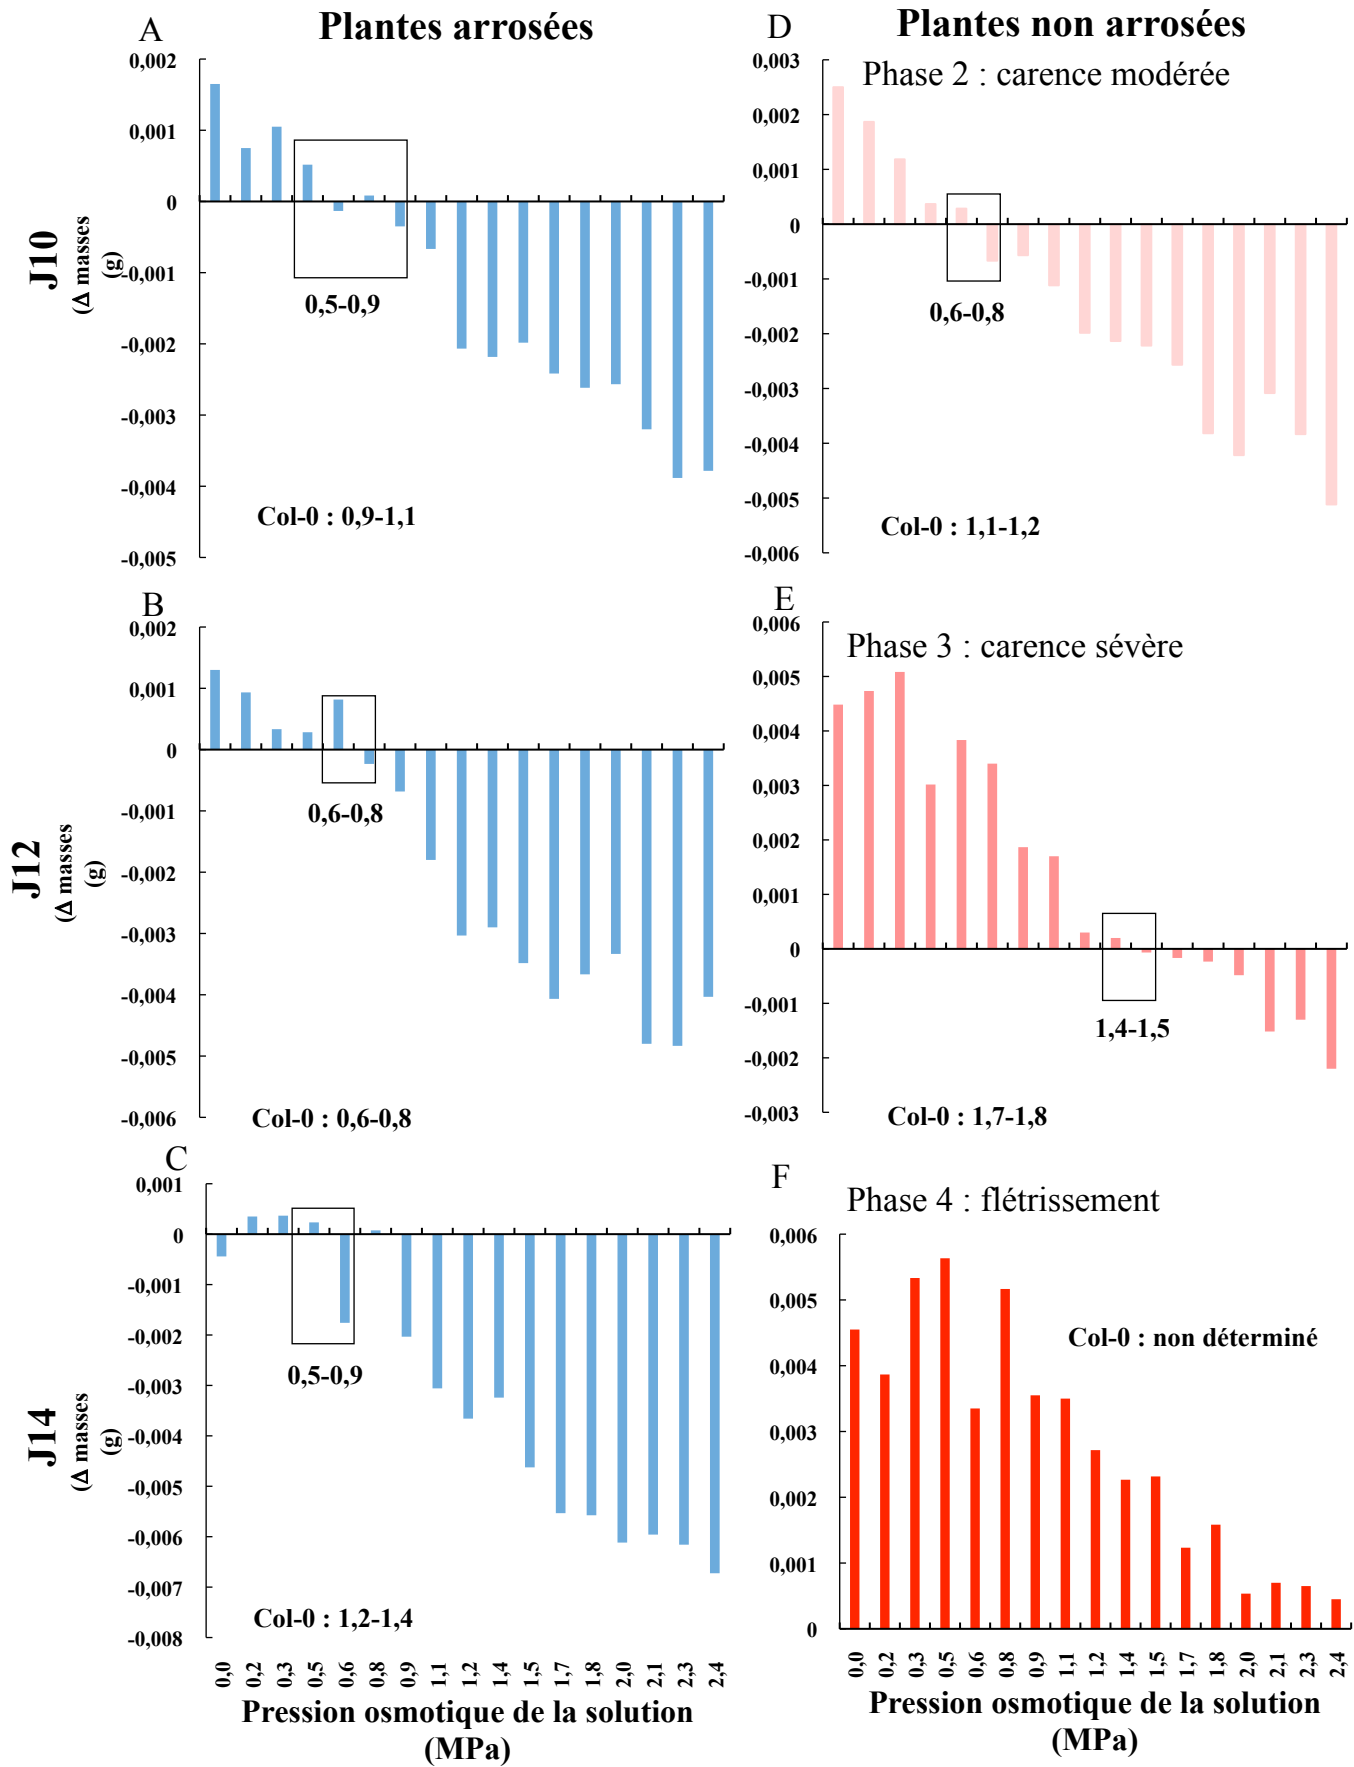 A
Plantes arrosées
0,002
0,001
0
-0,001
-0,002
-0,003
-0,004
-0,005
J10
(Δ masses
(g)
0,5-0,9
Col-0 : 0,9-1,1
D
Plantes non arrosées
Phase 2 : carence modérée
0,003
0,002
0,001
0
-0,001
-0,002
-0,003
-0,004
-0,005
-0,006
0,6-0,8
Col-0 : 1,1-1,2
B
0,002
0,001
0
-0,001
-0,002
-0,003
-0,004
-0,005
-0,006
J12
(Δ masses
(g)
0,6-0,8
Col-0 : 0,6-0,8
E
Phase 3 : carence sévère
0,006
0,005
0,004
0,003
0,002
0,001
0
-0,001
-0,002
-0,003
1,4-1,5
Col-0 : 1,7-1,8
C
0,001
0
-0,001
-0,002
-0,003
-0,004
-0,005
-0,006
-0,007
-0,008
J14
(Δ masses
(g)
0,5-0,9
Col-0 : 1,2-1,4
0,0 0,2 0,3 0,5 0,6 0,8 0,9 1,1 1,2 1,4 1,5 1,7 1,8 2,0 2,1 2,3 2,4
Pression osmotique de la solution
(MPa)
F
Phase 4 : flétrissement
0,006
0,005
0,004
0,003
0,002
0,001
0
Col-0 : non déterminé
0,0 0,2 0,3 0,5 0,6 0,8 0,9 1,1 1,2 1,4 1,5 1,7 1,8 2,0 2,1 2,3 2,4
Pression osmotique de la solution
(MPa)